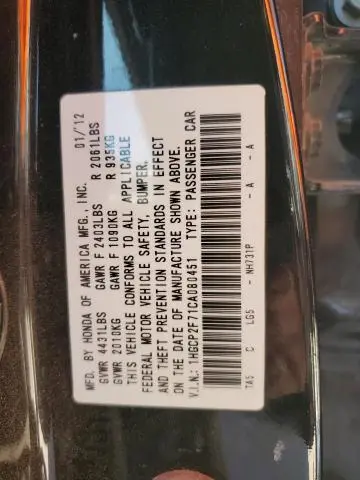 MFD. BY HONDA OF AMERICA MFG., INC. 01/'12
GVWR 4431LBS GAWR F 2403LBS R 2061LBS
GVWR 2010KG GAWR F 1090KG R 935KG
THIS VEHICLE CONFORMS TO ALL APPLICABLE
FEDERAL MOTOR VEHICLE SAFETY, BUMPER,
AND THEFT PREVENTION STANDARDS IN EFFECT
ON THE DATE OF MANUFACTURE SHOWN ABOVE.
V.I.N.: 1HGCP2F71CA080451 TYPE: PASSENGER CAR
TA5 C LG5 - NH731P - A - A